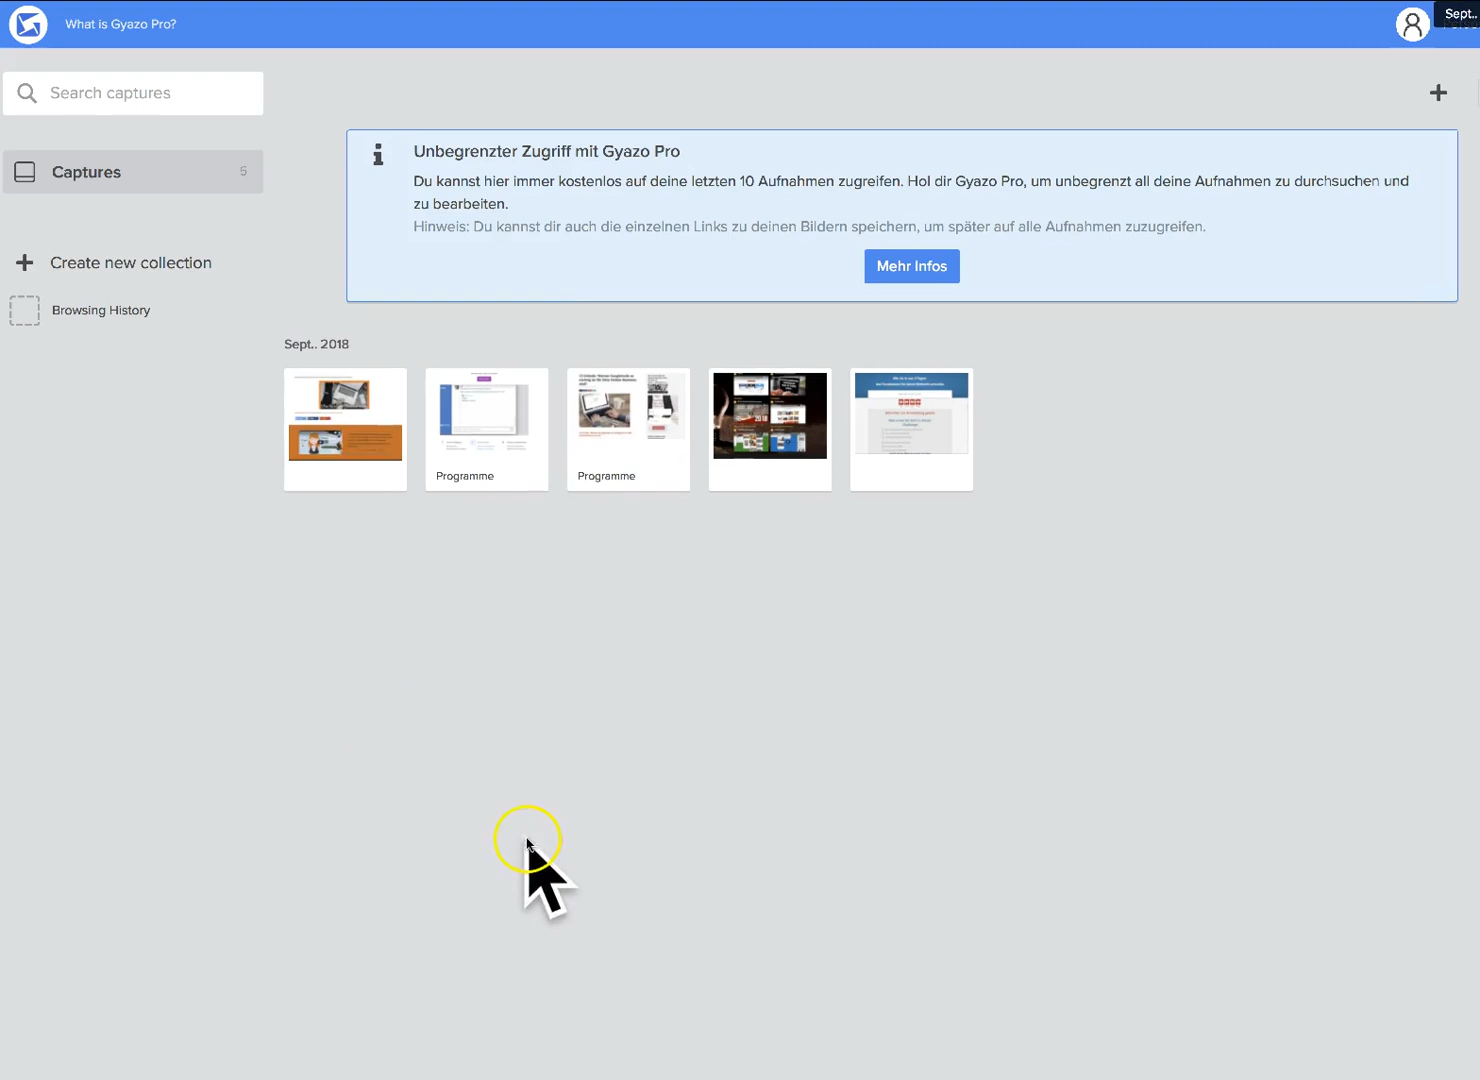 What is Gyazo Pro?
Sept..
Search captures
Captures 5
Create new collection
Browsing History
Unbegrenzter Zugriff mit Gyazo Pro
Du kannst hier immer kostenlos auf deine letzten 10 Aufnahmen zugreifen. Hol dir Gyazo Pro, um unbegrenzt all deine Aufnahmen zu durchsuchen und
zu bearbeiten.
Hinweis: Du kannst dir auch die einzelnen Links zu deinen Bildern speichern, um später auf alle Aufnahmen zuzugreifen.
Mehr Infos
Sept.. 2018
Programme
Programme